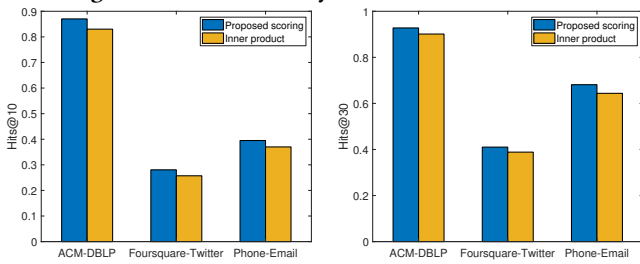 0.9
0.8
0.7
0.6
0.5
0.4
0.3
0.2
0.1
0
Hits@10
Proposed scoring
Inner product
ACM-DBLP Foursquare-Twitter Phone-Email
1
0.8
0.6
0.4
0.2
0
Hits@30
Proposed scoring
Inner product
ACM-DBLP Foursquare-Twitter Phone-Email